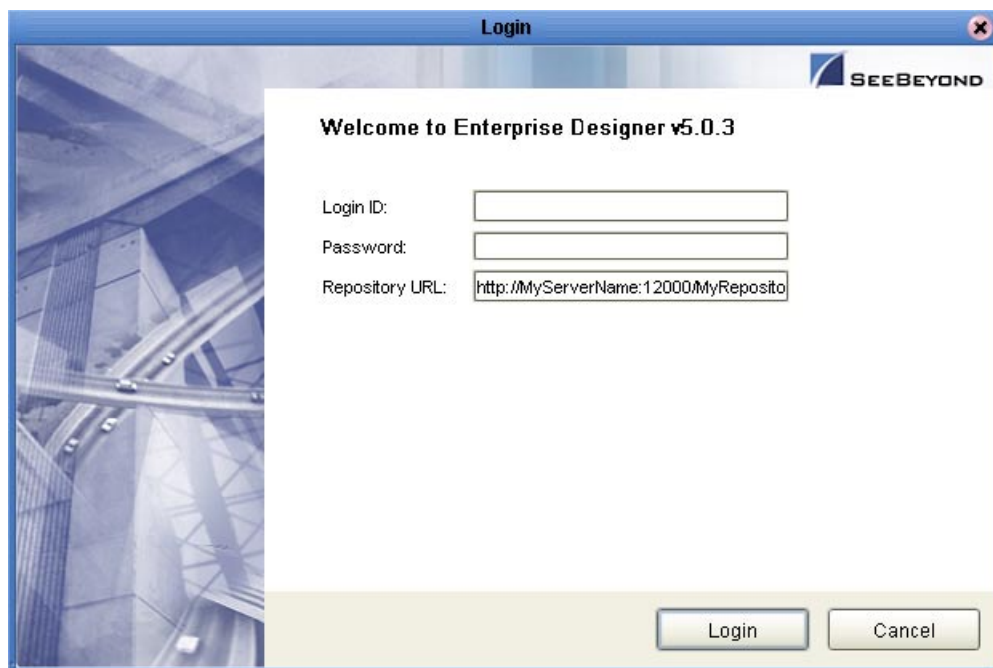 Login
SEEBEYOND
Welcome to Enterprise Designer v5.0.3
Login ID:
Password:
Repository URL: http://MyServerName:12000/MyReposito
Login Cancel